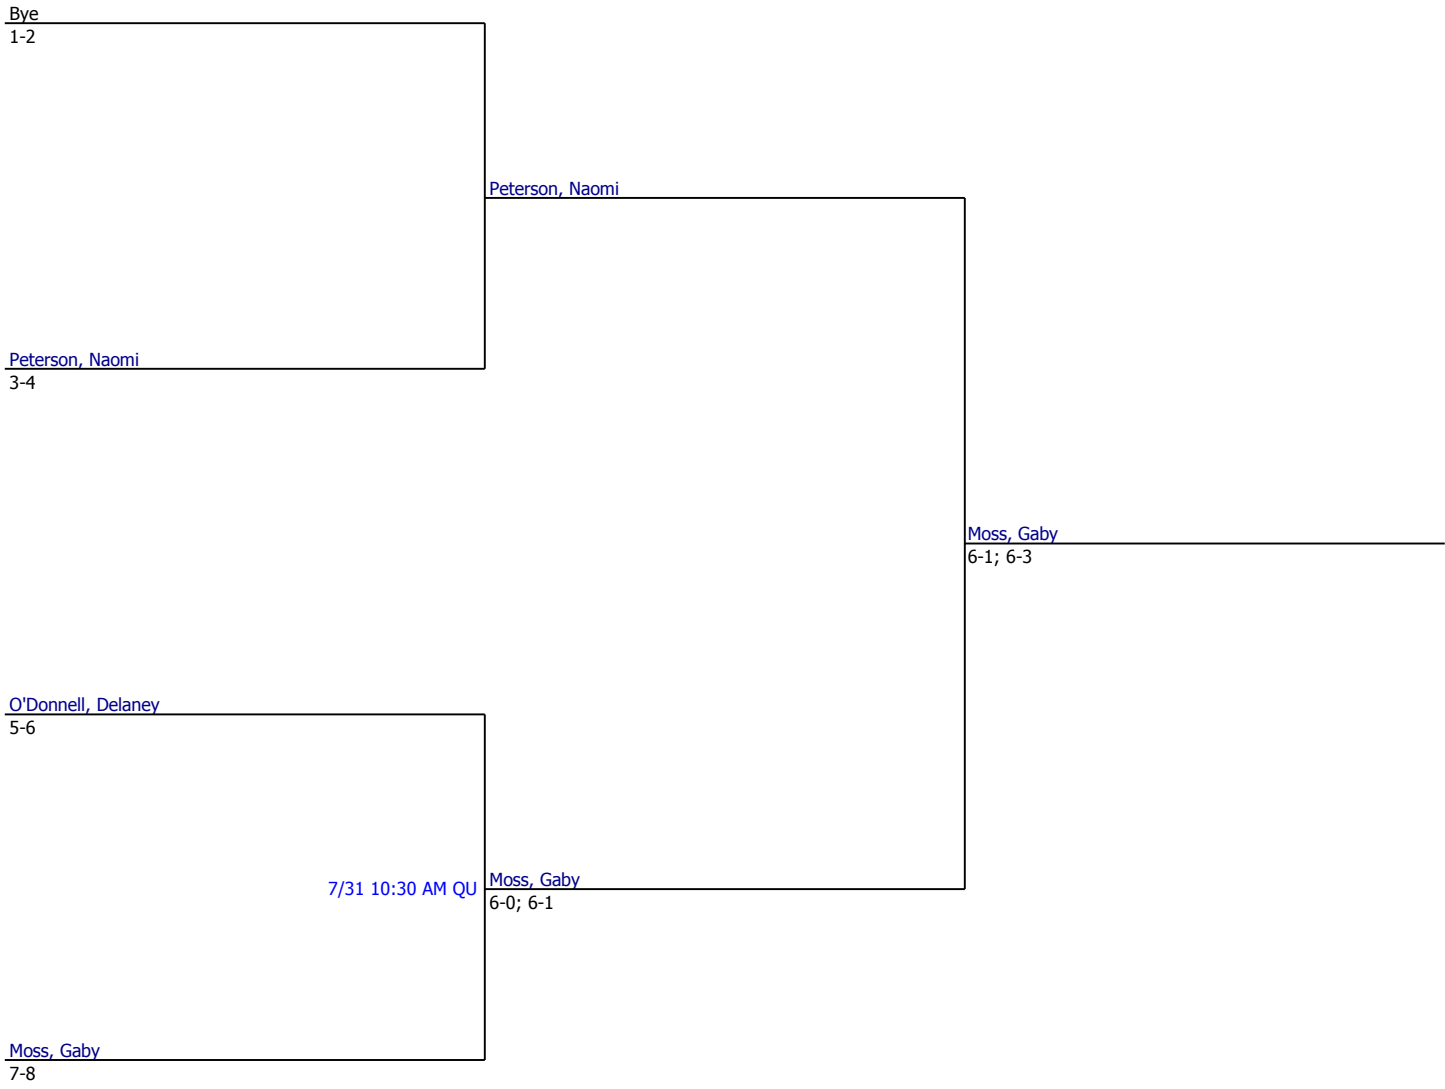 Bye
1-2
Peterson, Naomi
Peterson, Naomi
3-4
Moss, Gaby
6-1; 6-3
O'Donnell, Delaney
5-6
7/31 10:30 AM QU
Moss, Gaby
6-0; 6-1
Moss, Gaby
7-8